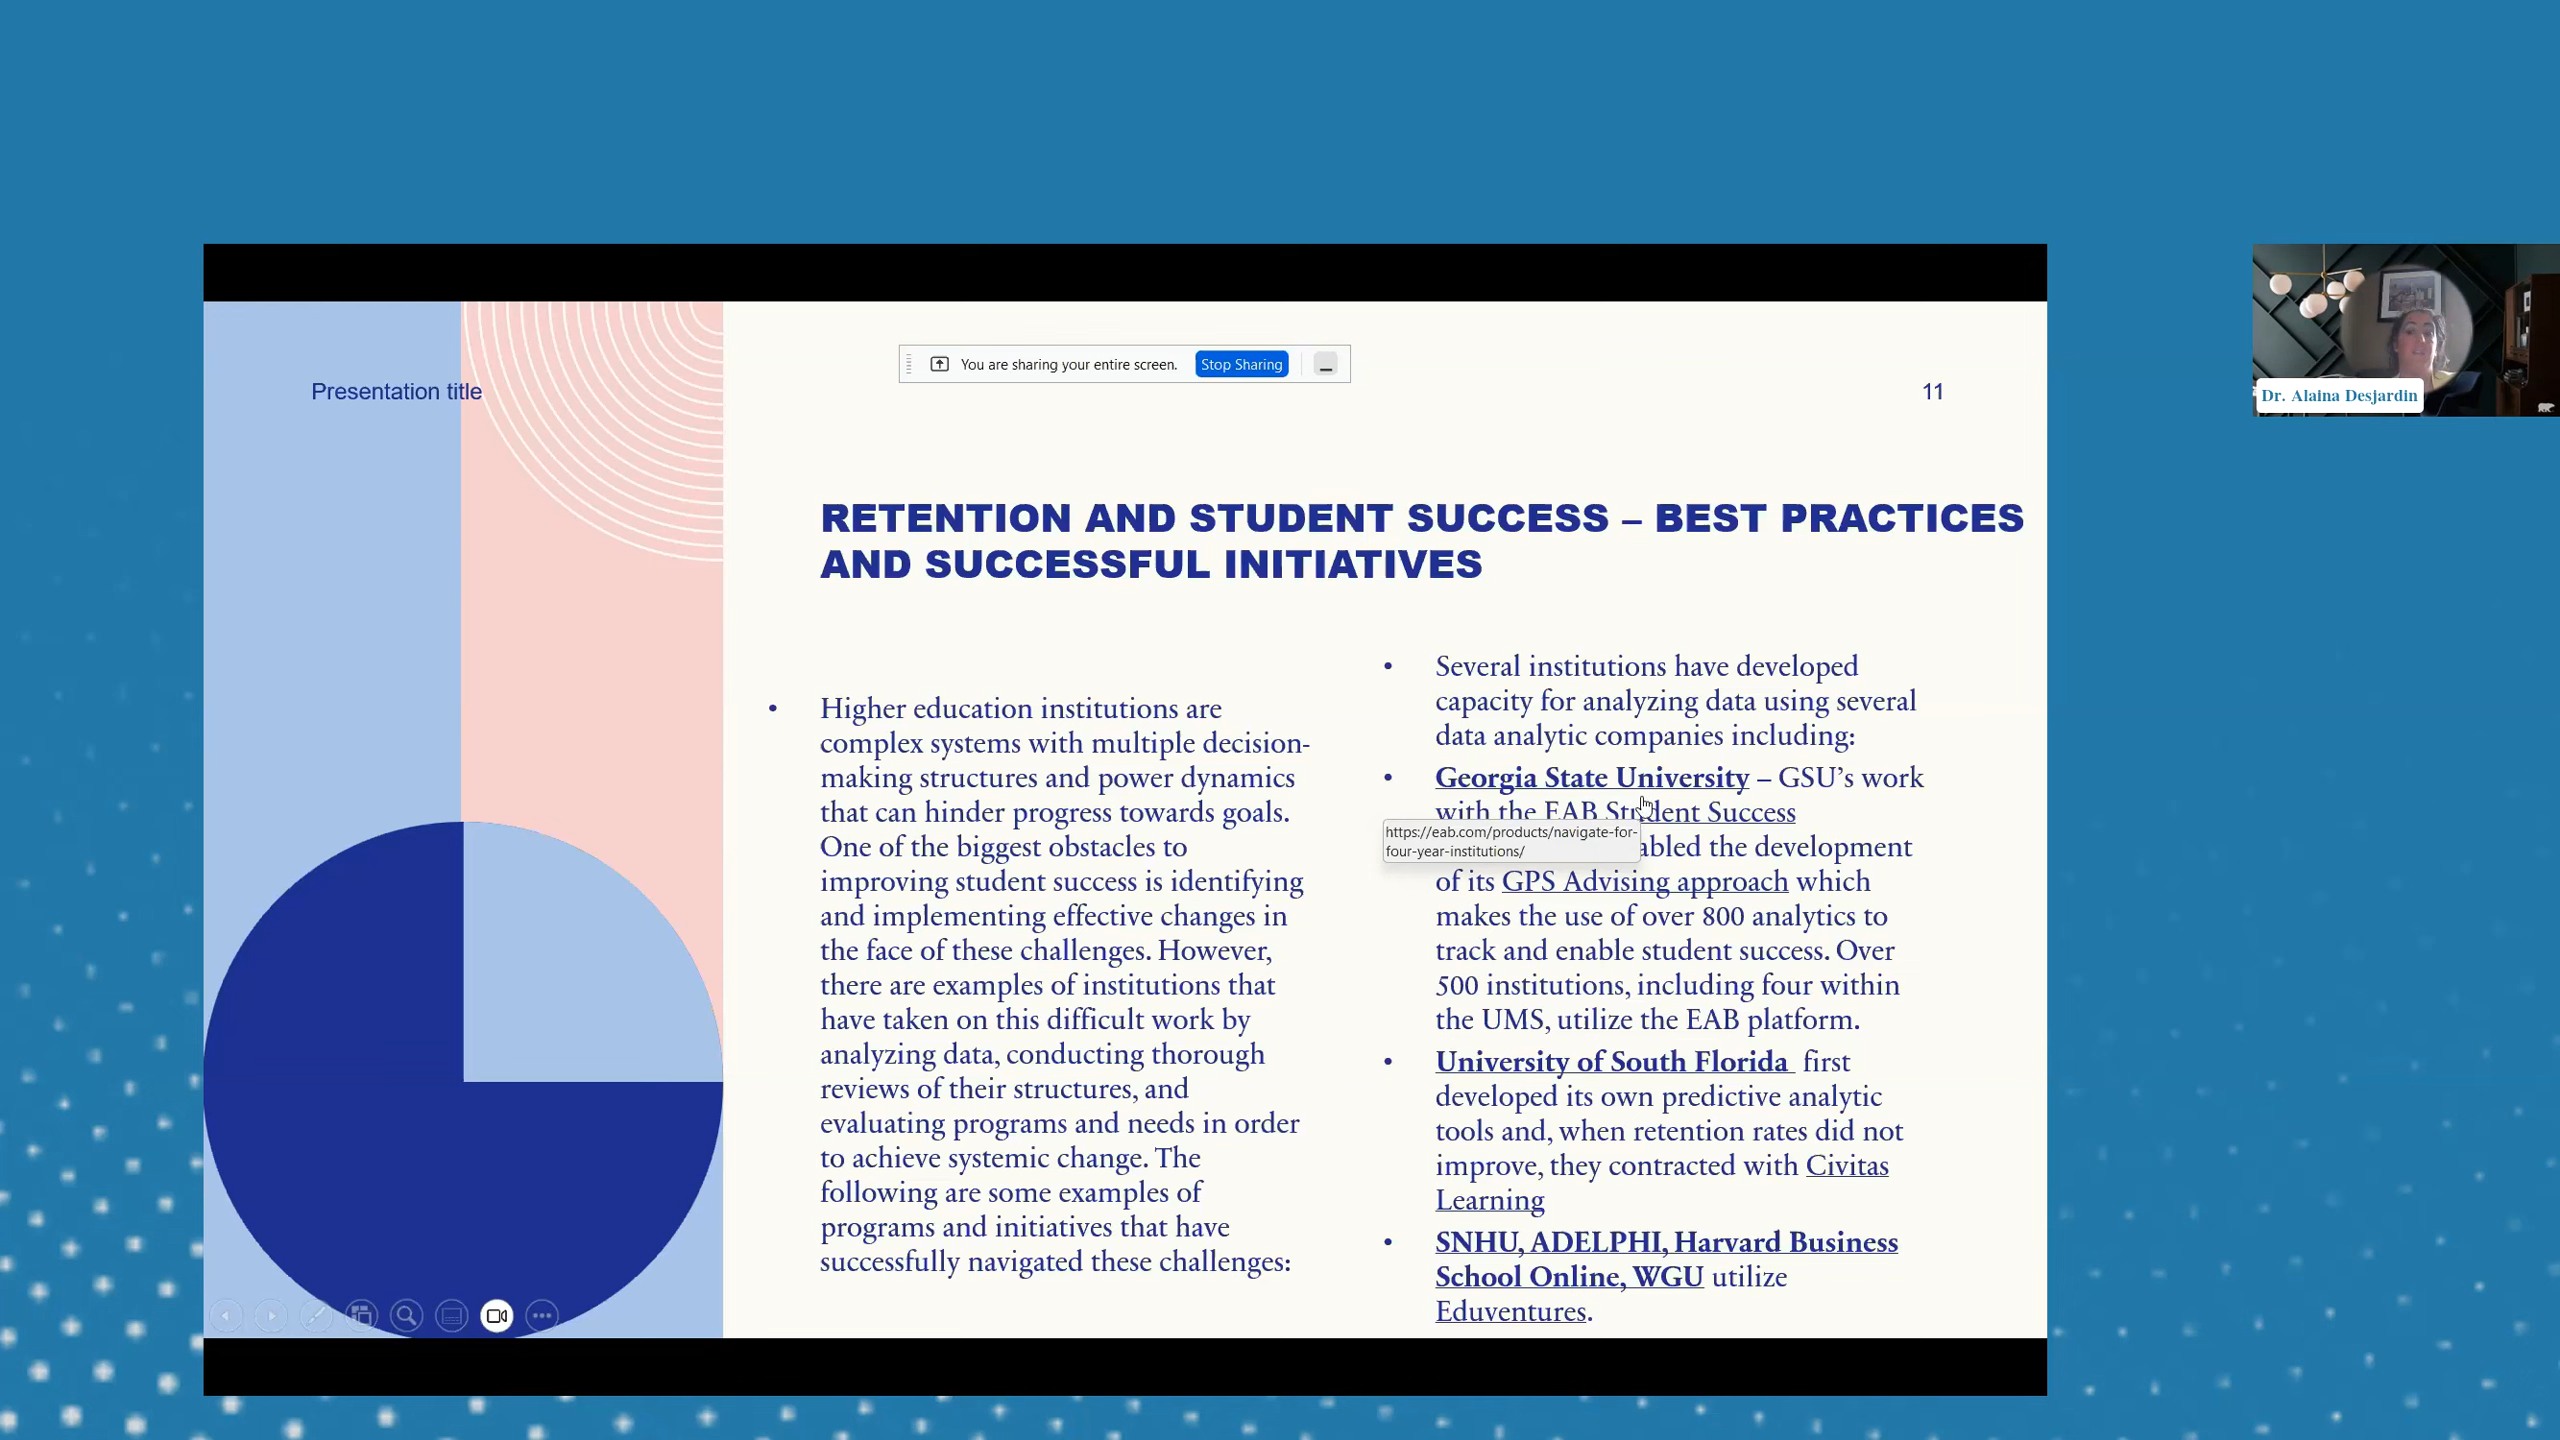 You are sharing your entire screen. Stop Sharing
Presentation title
11
RETENTION AND STUDENT SUCCESS – BEST PRACTICES
AND SUCCESSFUL INITIATIVES
• Higher education institutions are
complex systems with multiple decision-
making structures and power dynamics
that can hinder progress towards goals.
One of the biggest obstacles to
improving student success is identifying
and implementing effective changes in
the face of these challenges. However,
there are examples of institutions that
have taken on this difficult work by
analyzing data, conducting thorough
reviews of their structures, and
evaluating programs and needs in order
to achieve systemic change. The
following are some examples of
programs and initiatives that have
successfully navigated these challenges:
• Several institutions have developed
capacity for analyzing data using several
data analytic companies including:
• Georgia State University – GSU's work
with the EAB Student Success
https://eab.com/products/navigate-for-
four-year-institutions/
abled the development
of its GPS Advising approach which
makes the use of over 800 analytics to
track and enable student success. Over
500 institutions, including four within
the UMS, utilize the EAB platform.
• University of South Florida first
developed its own predictive analytic
tools and, when retention rates did not
improve, they contracted with Civitas
Learning
• SNHU, ADELPHI, Harvard Business
School Online, WGU utilize
Eduventures.
Dr. Alaina Desjardin